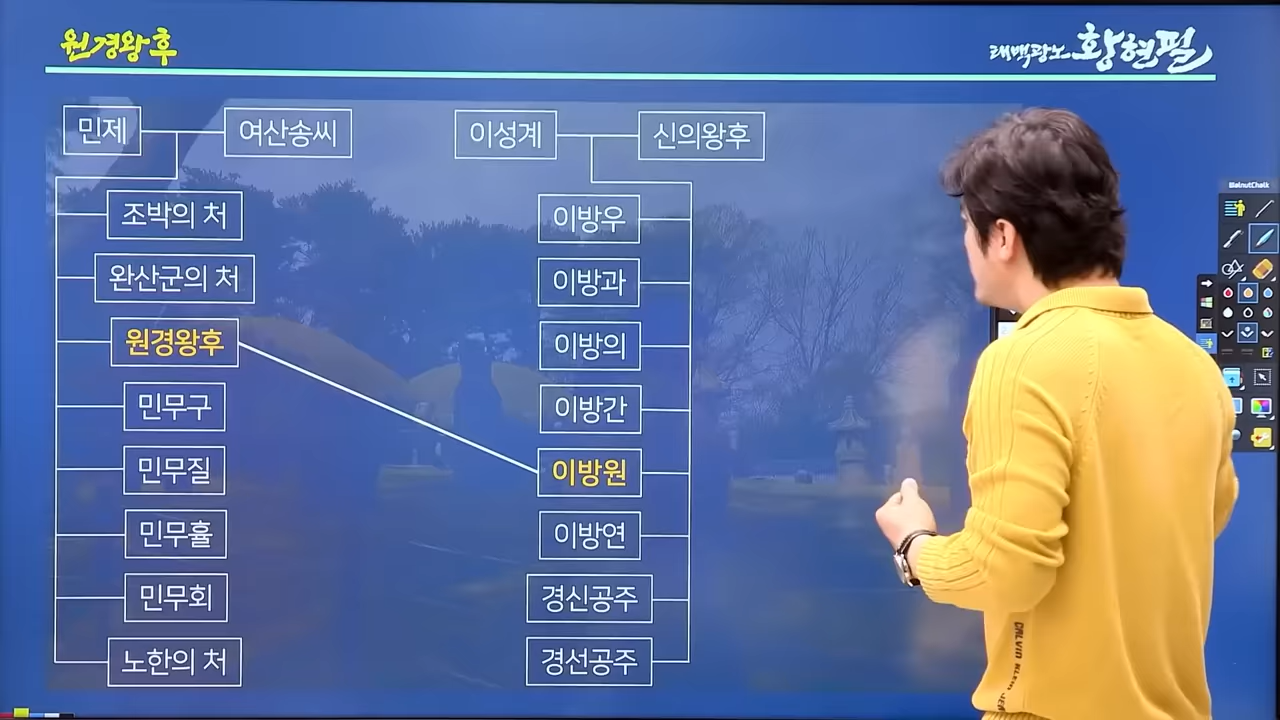 원경왕후
태백광노 황현필
민제
여산송씨
이성계
신의왕후
조박의 처
완산군의 처
원경왕후
민무구
민무질
민무휼
민무회
노한의 처
이방우
이방과
이방의
이방간
이방원
이방연
경신공주
경선공주
WalnutChalk
CALVIN KLEIN JEA